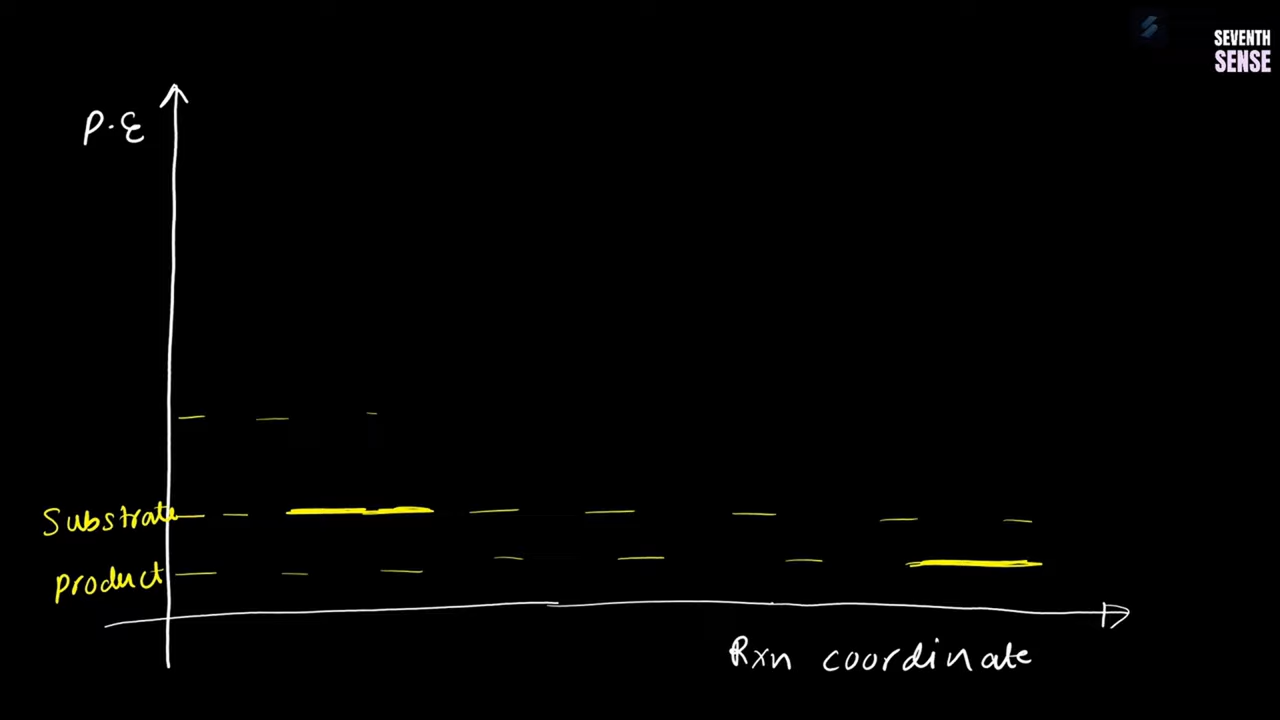 SEVENTH
SENSE
P.E
Substrate
product
Rxn coordinate